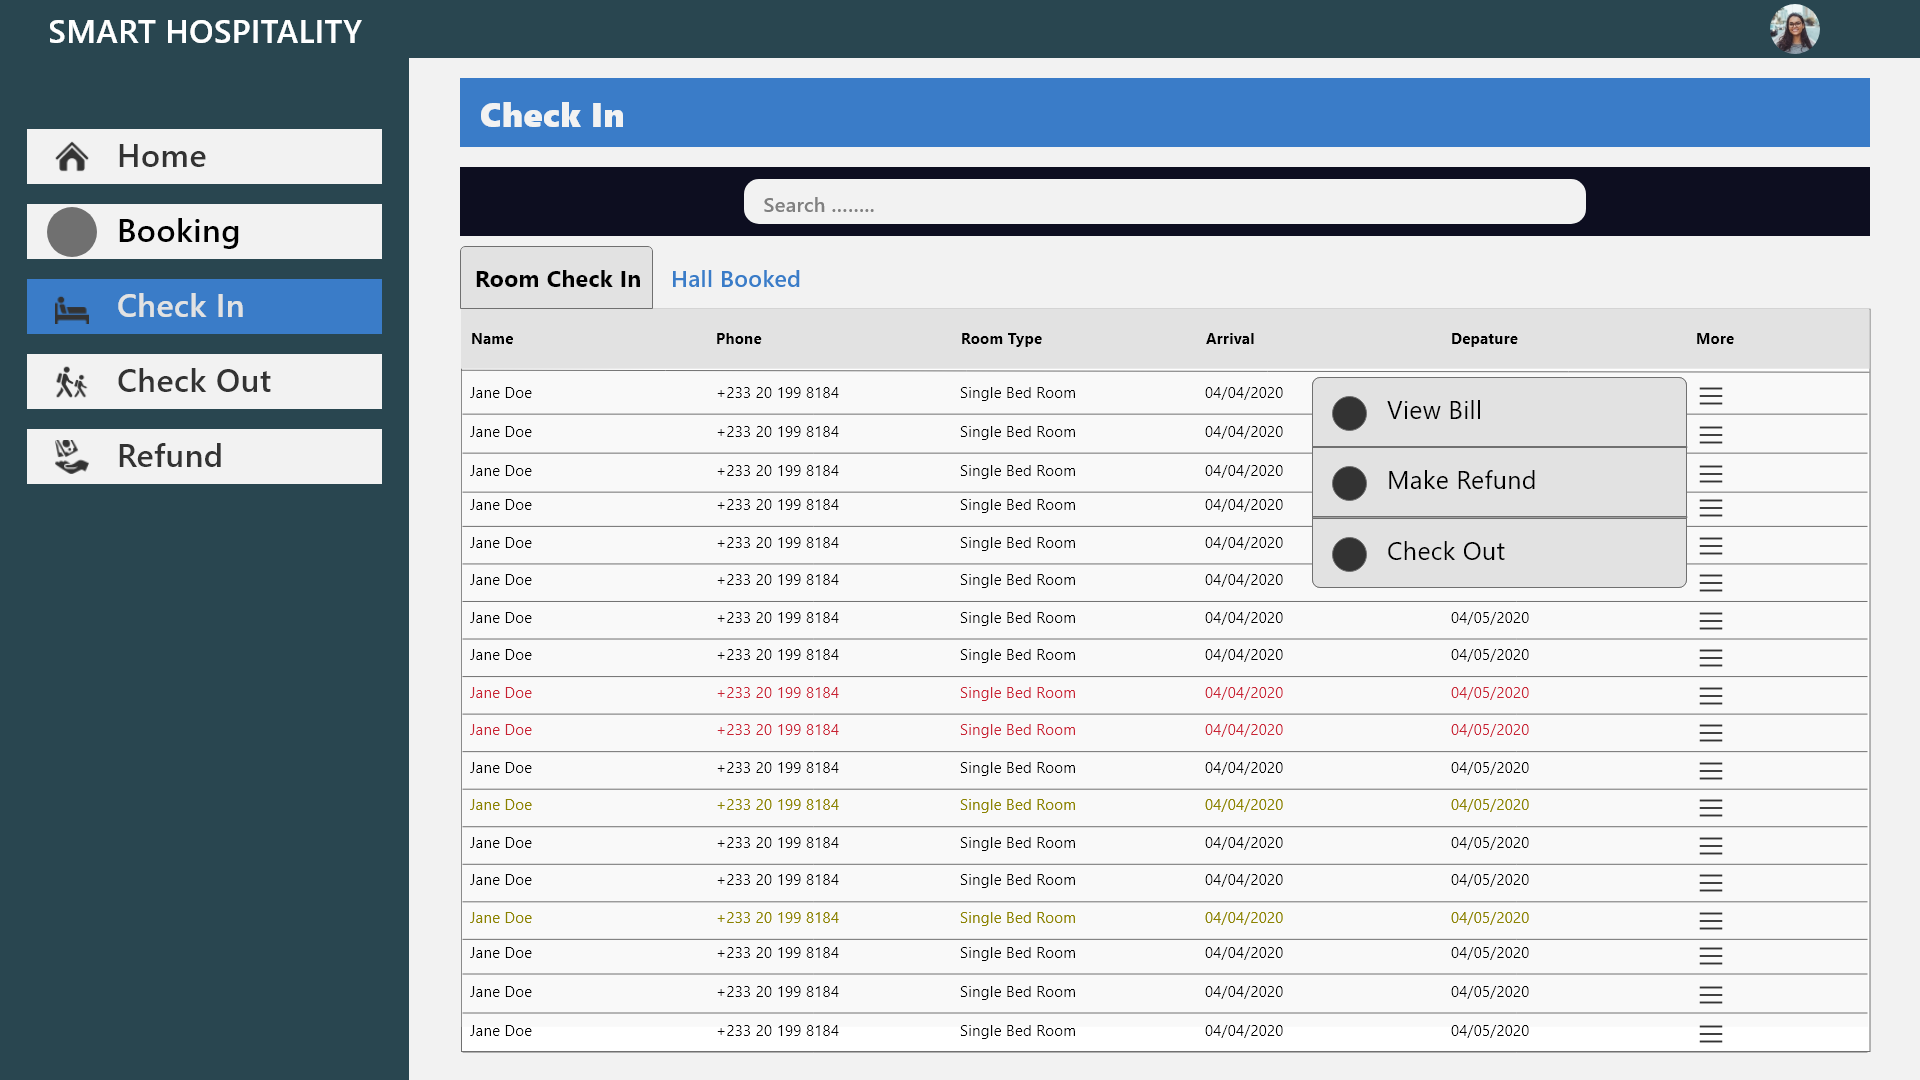 SMART HOSPITALITY
Home
Booking
Check In
Check Out
Refund
Check In
Search ........
Room Check In Hall Booked
Name Phone Room Type Arrival Depature More
Jane Doe +233 20 199 8184 Single Bed Room 04/04/2020
Jane Doe +233 20 199 8184 Single Bed Room 04/04/2020
Jane Doe +233 20 199 8184 Single Bed Room 04/04/2020
Jane Doe +233 20 199 8184 Single Bed Room 04/04/2020
Jane Doe +233 20 199 8184 Single Bed Room 04/04/2020
Jane Doe +233 20 199 8184 Single Bed Room 04/04/2020
View Bill
Make Refund
Check Out
Jane Doe +233 20 199 8184 Single Bed Room 04/04/2020 04/05/2020
Jane Doe +233 20 199 8184 Single Bed Room 04/04/2020 04/05/2020
Jane Doe +233 20 199 8184 Single Bed Room 04/04/2020 04/05/2020
Jane Doe +233 20 199 8184 Single Bed Room 04/04/2020 04/05/2020
Jane Doe +233 20 199 8184 Single Bed Room 04/04/2020 04/05/2020
Jane Doe +233 20 199 8184 Single Bed Room 04/04/2020 04/05/2020
Jane Doe +233 20 199 8184 Single Bed Room 04/04/2020 04/05/2020
Jane Doe +233 20 199 8184 Single Bed Room 04/04/2020 04/05/2020
Jane Doe +233 20 199 8184 Single Bed Room 04/04/2020 04/05/2020
Jane Doe +233 20 199 8184 Single Bed Room 04/04/2020 04/05/2020
Jane Doe +233 20 199 8184 Single Bed Room 04/04/2020 04/05/2020
Jane Doe +233 20 199 8184 Single Bed Room 04/04/2020 04/05/2020